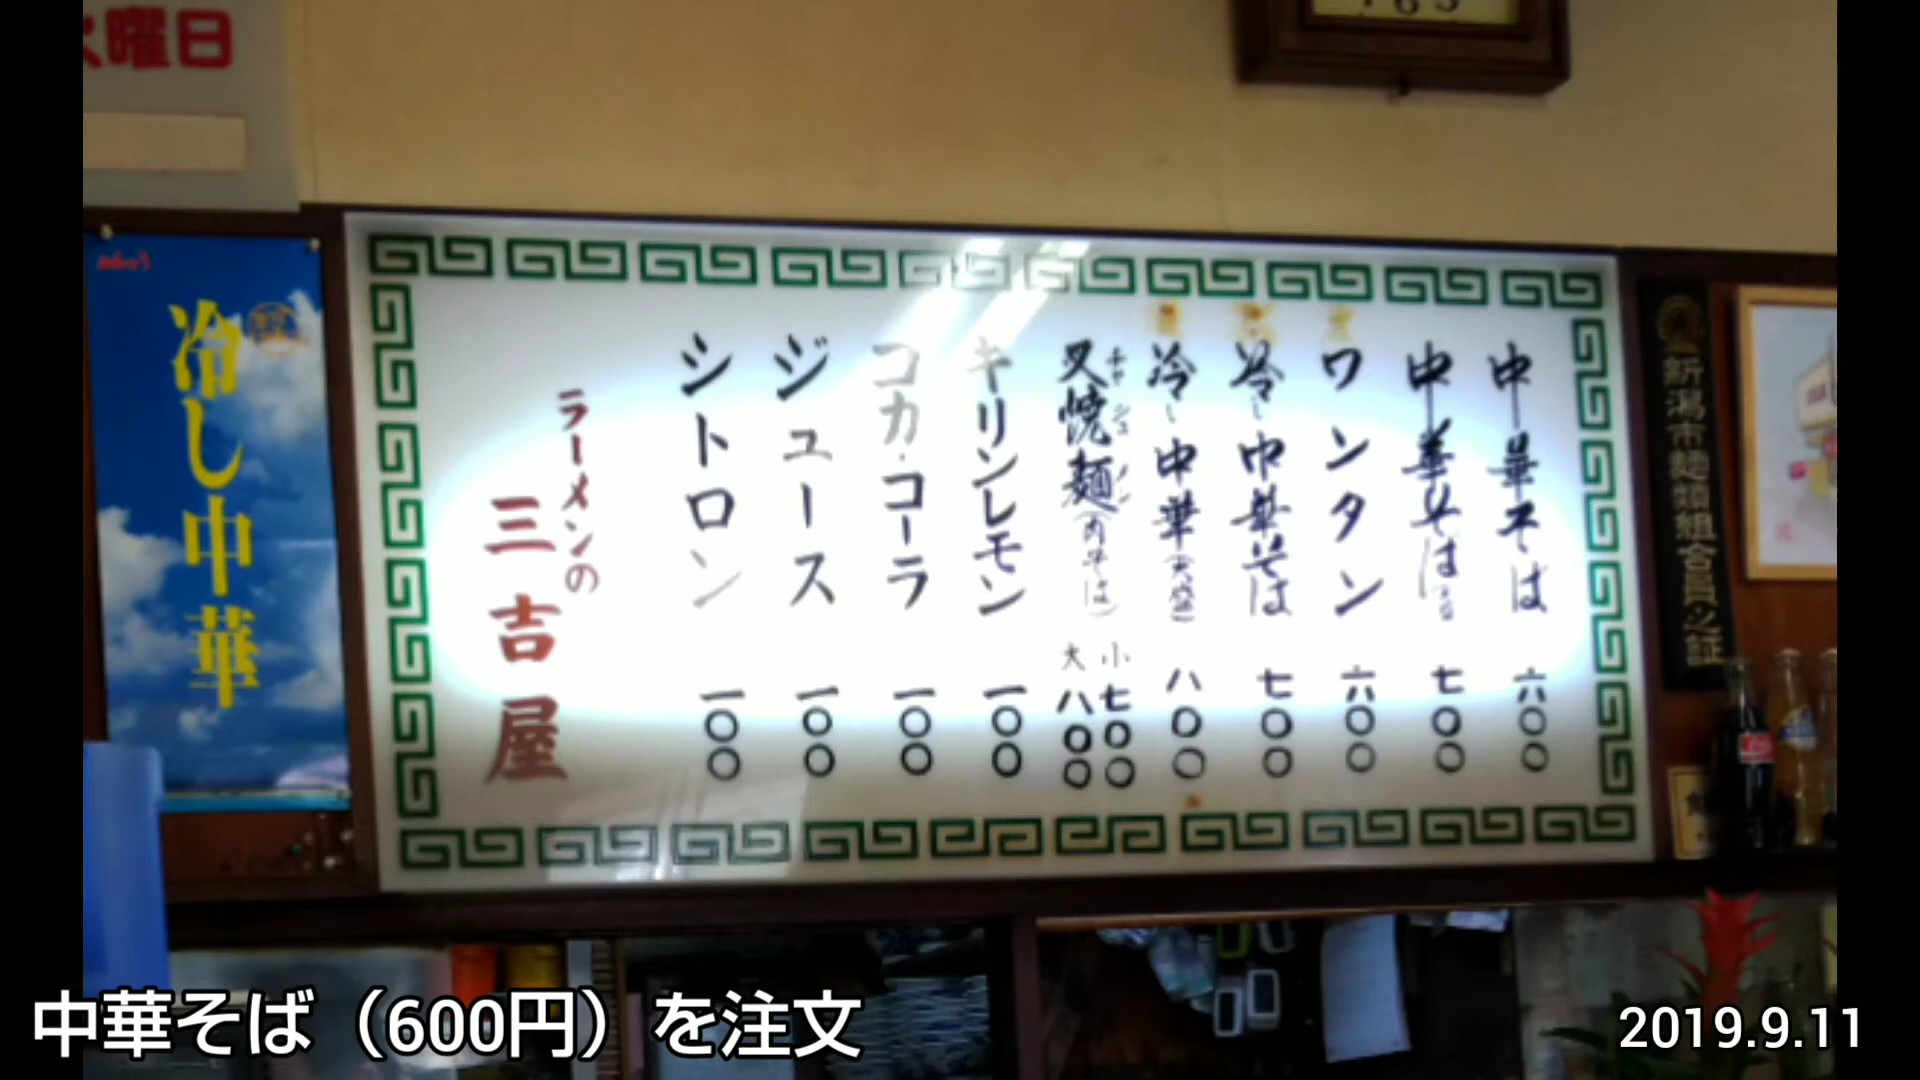 火曜日
763
冷し中華
中華そば 六〇〇
中華そば 七〇〇
ワンタン 六〇〇
冷し中華そば 七〇〇
冷し中華(大盛) 八〇〇
叉焼麺(肉そば) 小 七〇〇
チャーシューメン
大 八〇〇
キリンレモン 一〇〇
コカ・コーラ 一〇〇
ジュース 一〇〇
シトロン 一〇〇
ラーメンの
三吉屋
新潟市麺類組合員之証
中華そば（600円）を注文
2019.9.11